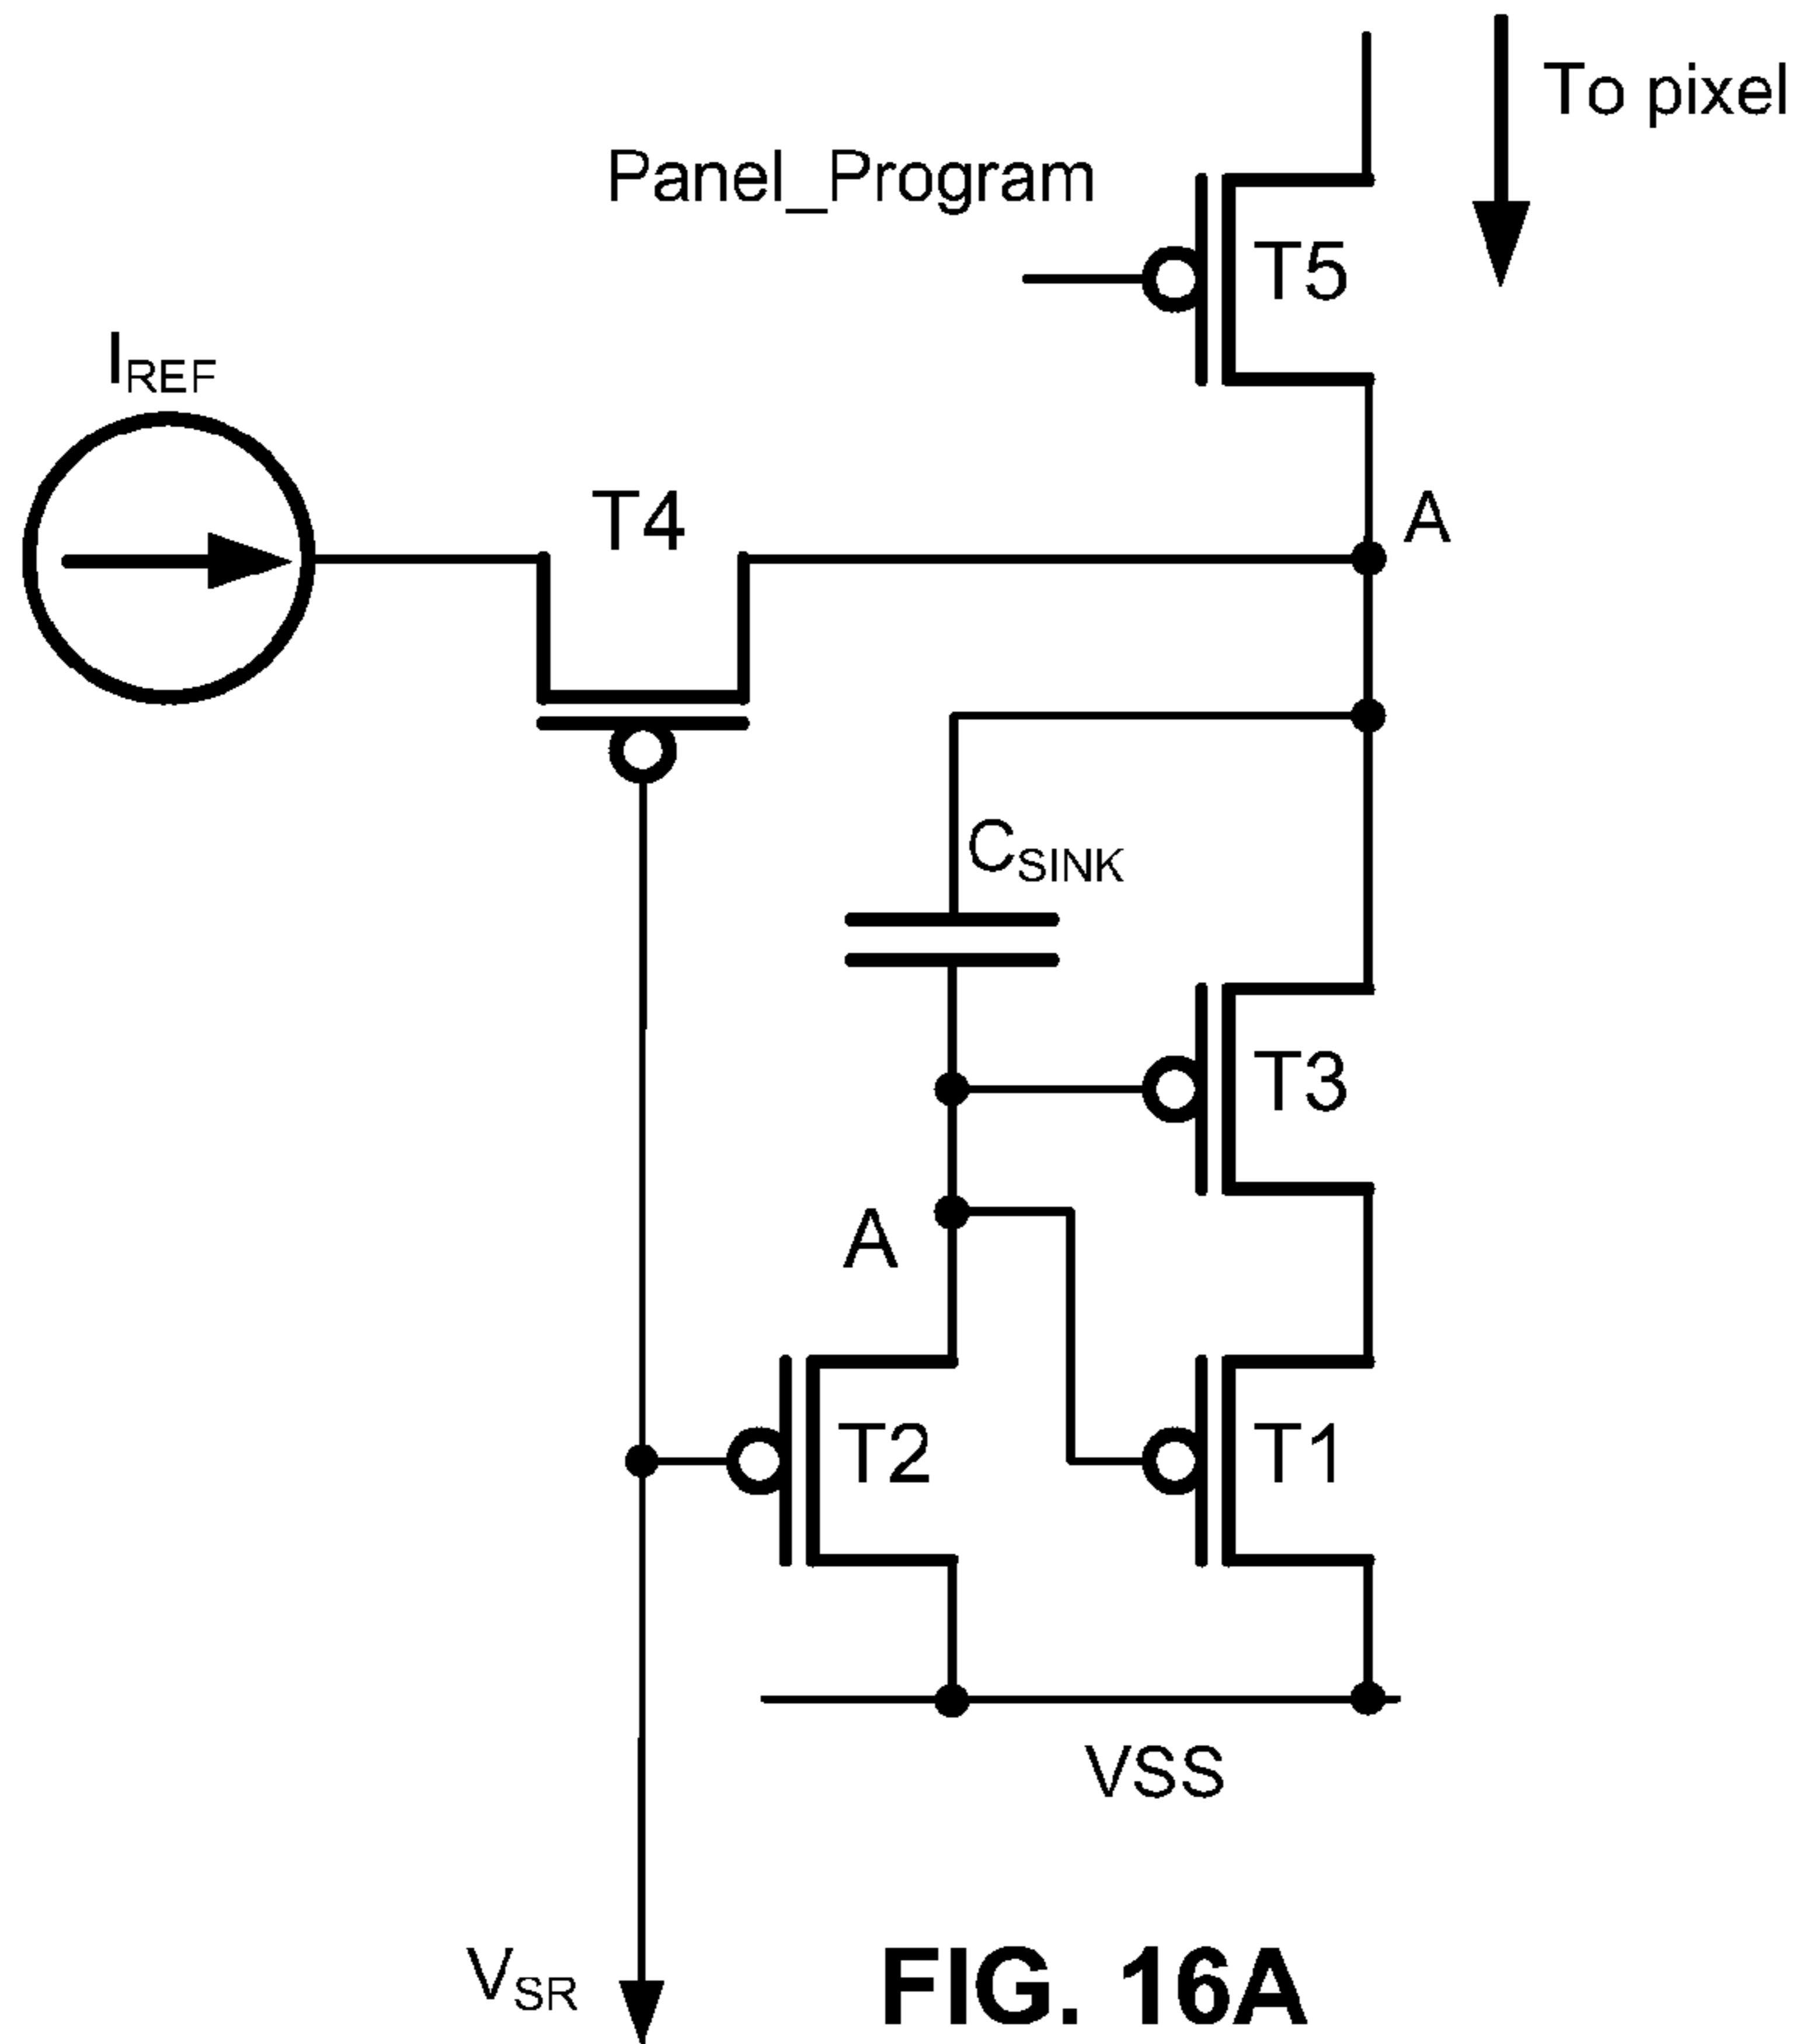 To pixel
Panel_Program
T5
IREF
T4
A
CSINK
T3
A
T2
T1
VSS
VSR
FIG. 16A